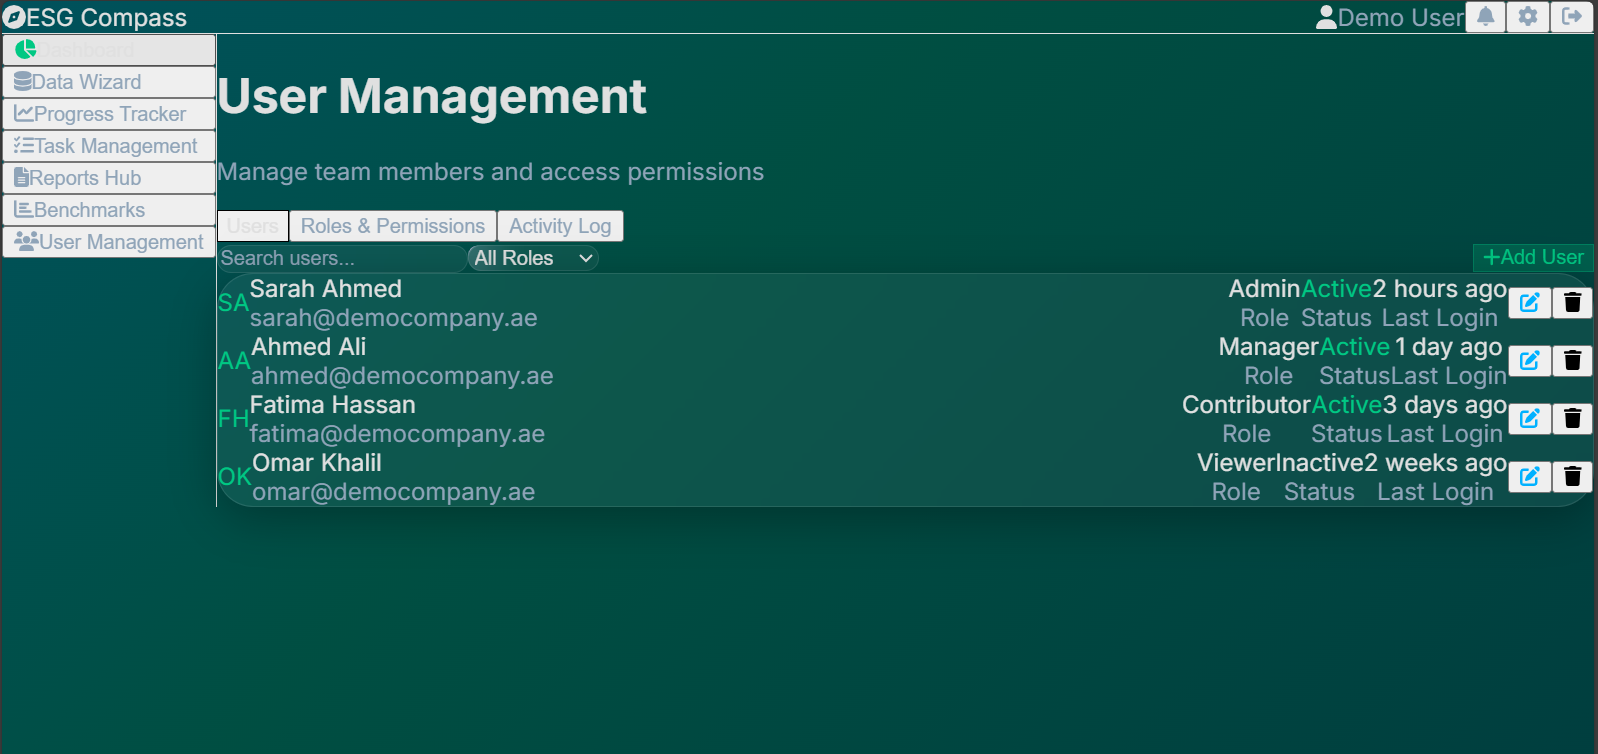 ESG Compass
Demo User
Dashboard
Data Wizard
Progress Tracker
Task Management
Reports Hub
Benchmarks
User Management
User Management
Manage team members and access permissions
Users
Roles & Permissions
Activity Log
Search users...
All Roles
+Add User
SA
Sarah Ahmed
sarah@democompany.ae
Admin Active 2 hours ago
Role Status Last Login
AA
Ahmed Ali
ahmed@democompany.ae
Manager Active 1 day ago
Role Status Last Login
FH
Fatima Hassan
fatima@democompany.ae
Contributor Active 3 days ago
Role Status Last Login
OK
Omar Khalil
omar@democompany.ae
Viewer Inactive 2 weeks ago
Role Status Last Login